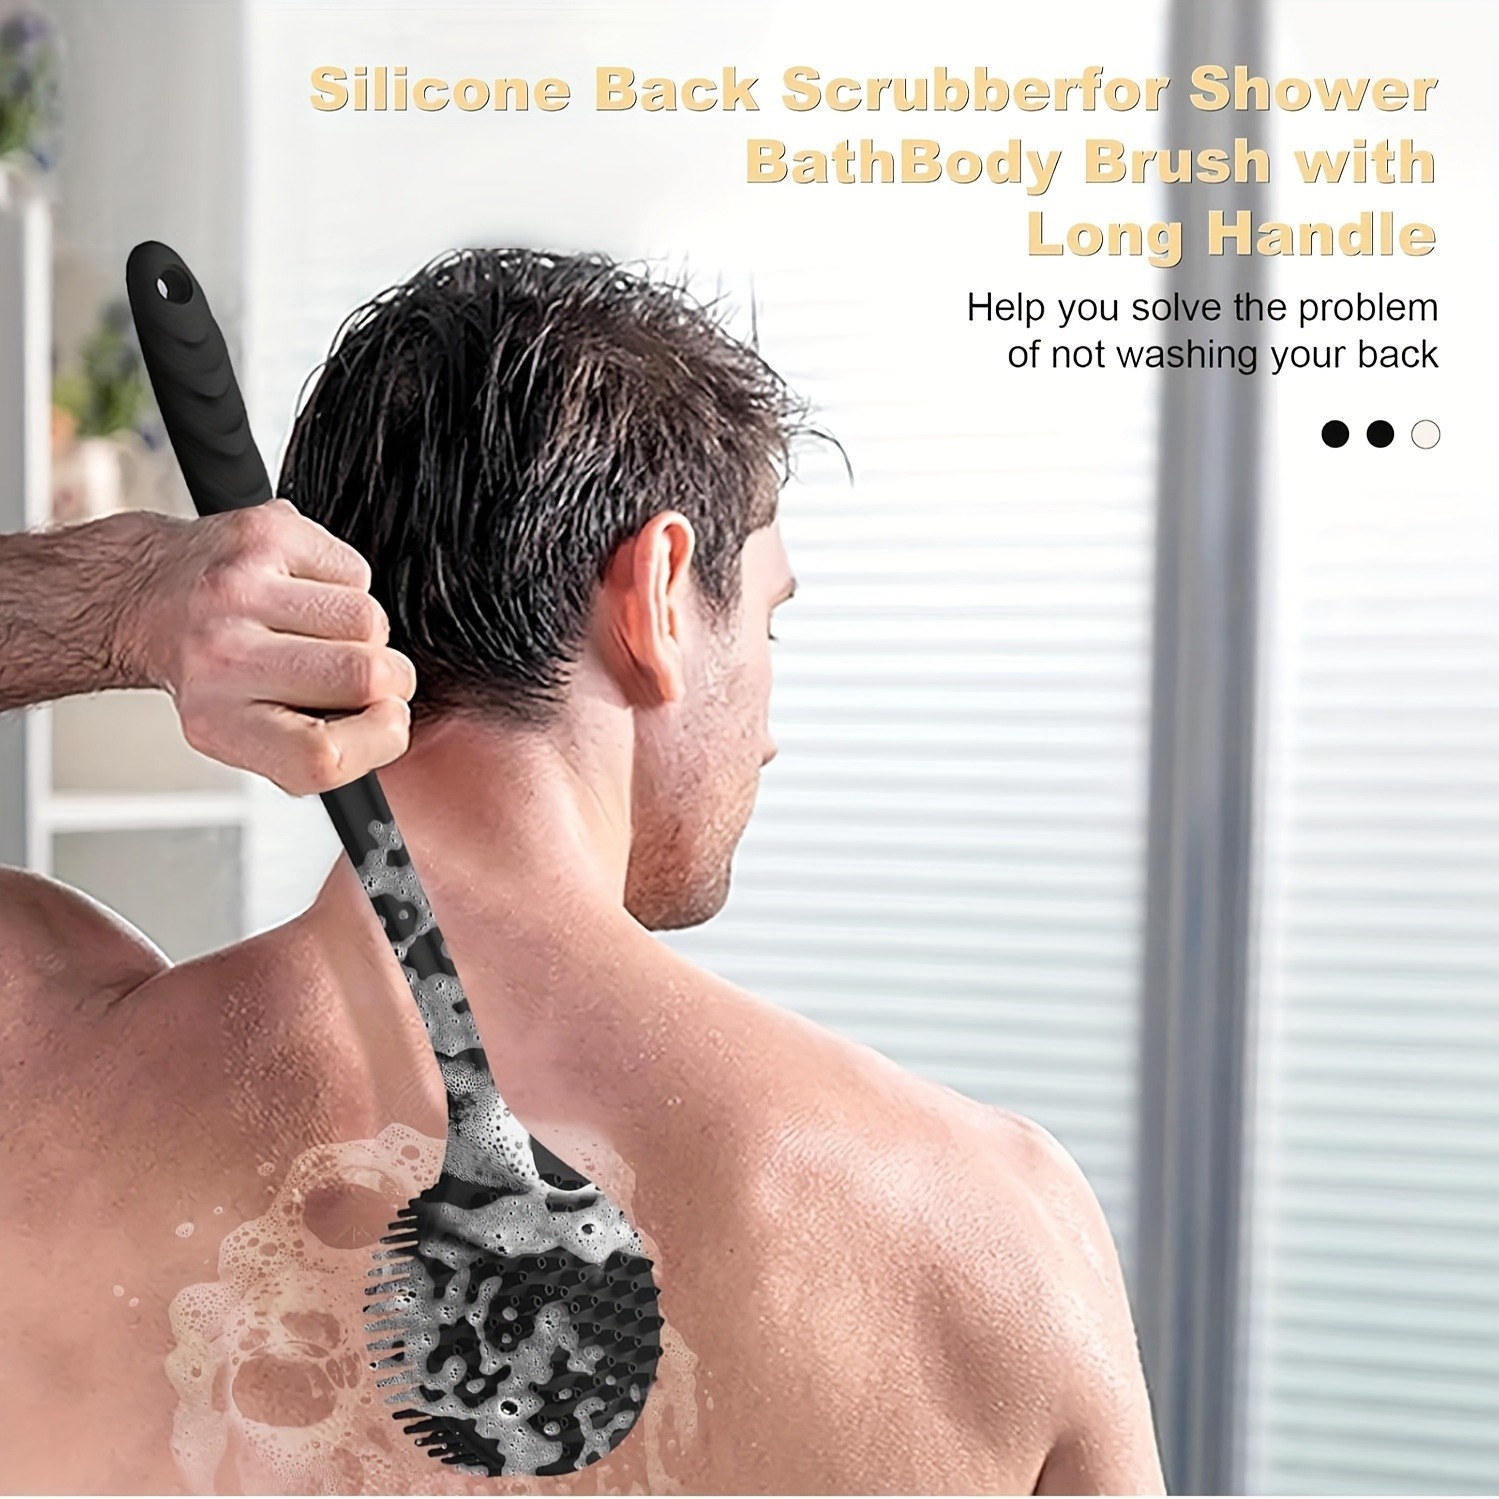 Silicone Back Scrubberfor Shower
BathBody Brush with
Long Handle
Help you solve the problem
of not washing your back